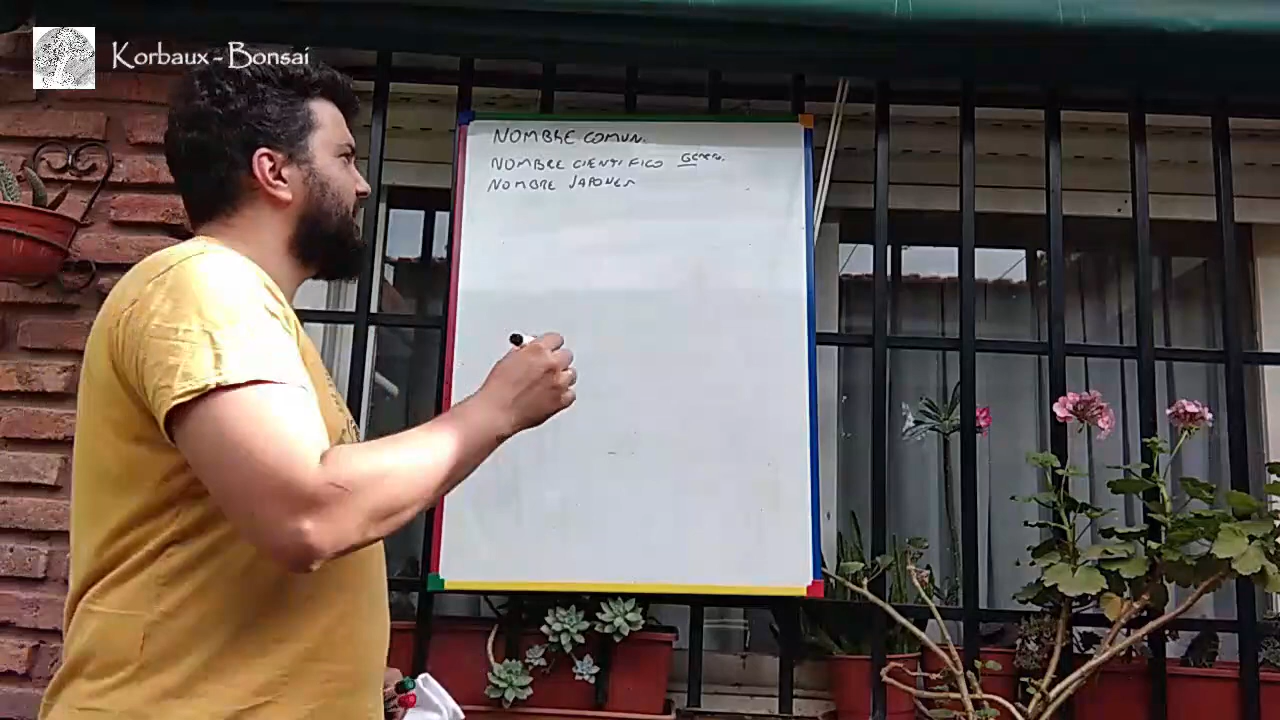 Korbaux - Bonsai
NOMBRE COMUN.
NOMBRE CIENTIFICO Genero.
NOMBRE JAPONES